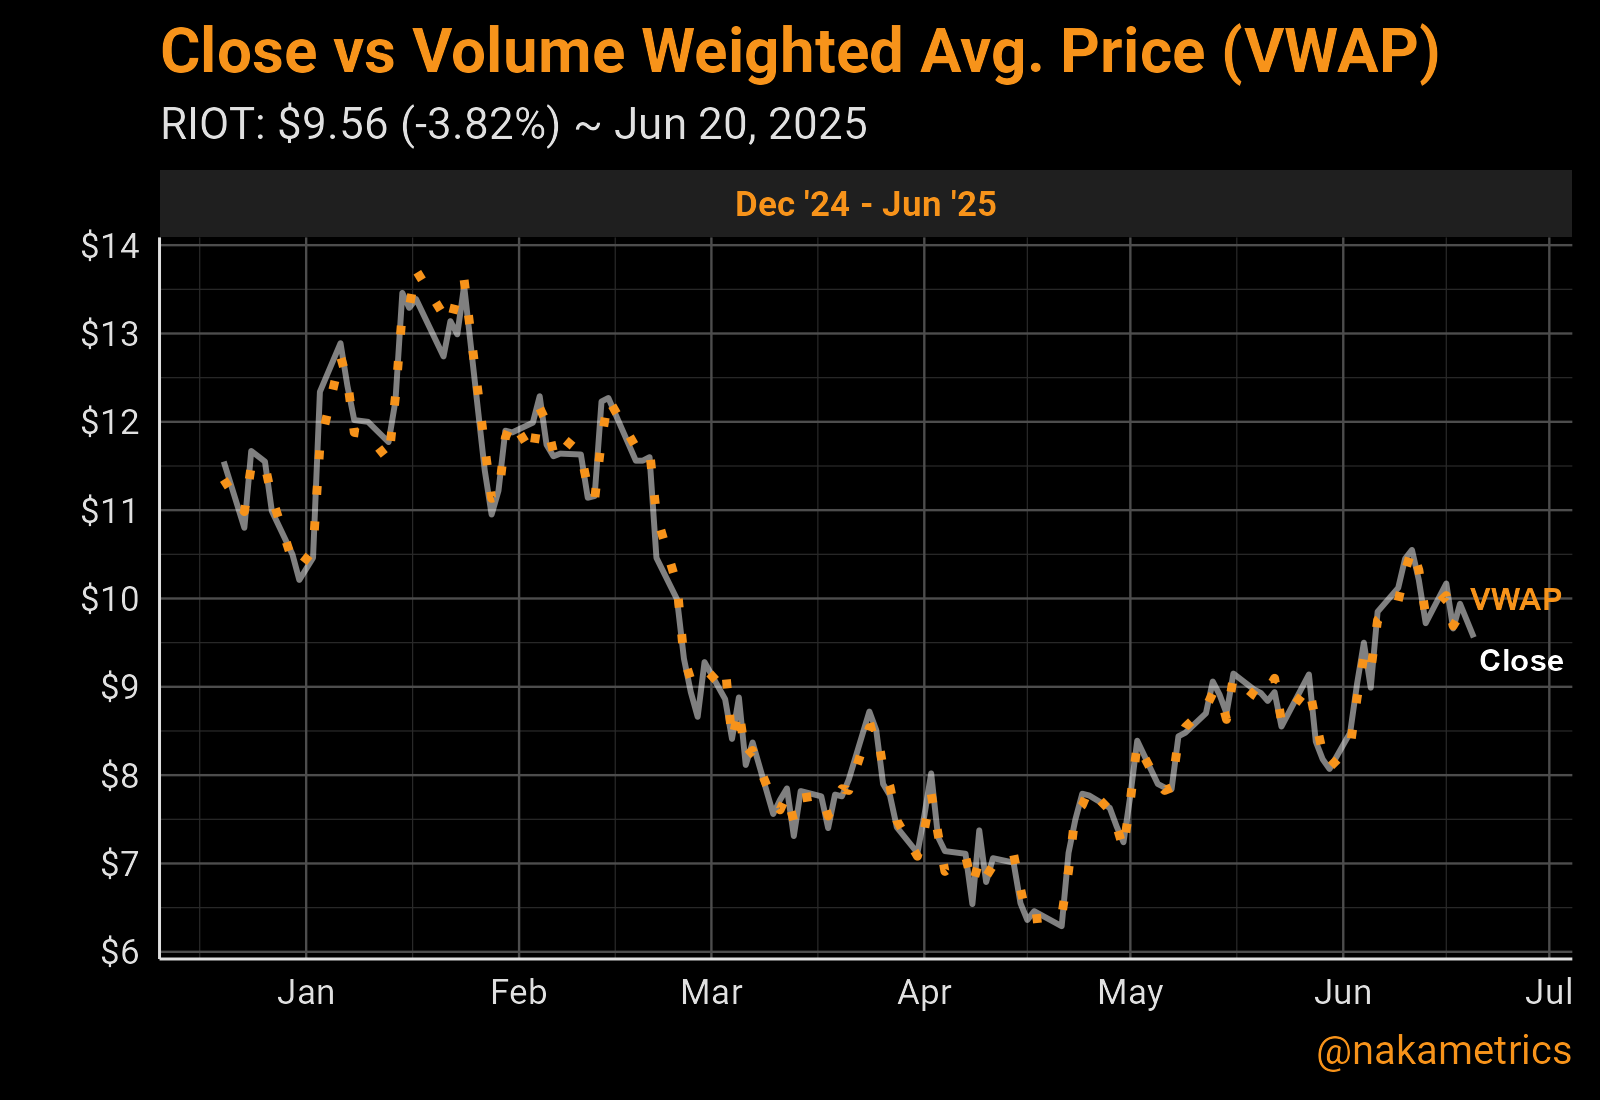 Close vs Volume Weighted Avg. Price (VWAP)
RIOT: $9.56 (-3.82%) ~ Jun 20, 2025
Dec '24 - Jun '25
$14
$13
$12
$11
$10
$9
$8
$7
$6
VWAP
Close
Jan Feb Mar Apr May Jun Jul
@nakametrics